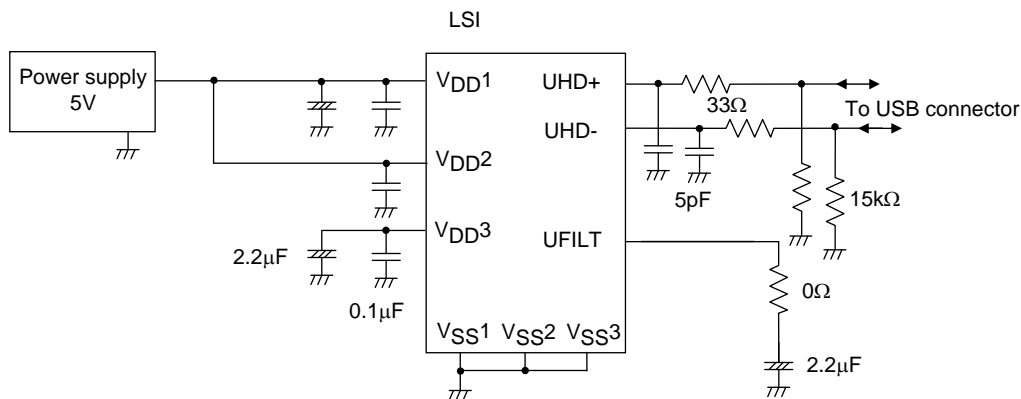 LSI
Power supply
5V
VDD1
UHD+
33Ω
To USB connector
UHD-
VDD2
5pF
15kΩ
VDD3
UFILT
2.2μF
0.1μF
0Ω
VSS1 VSS2 VSS3
2.2μF